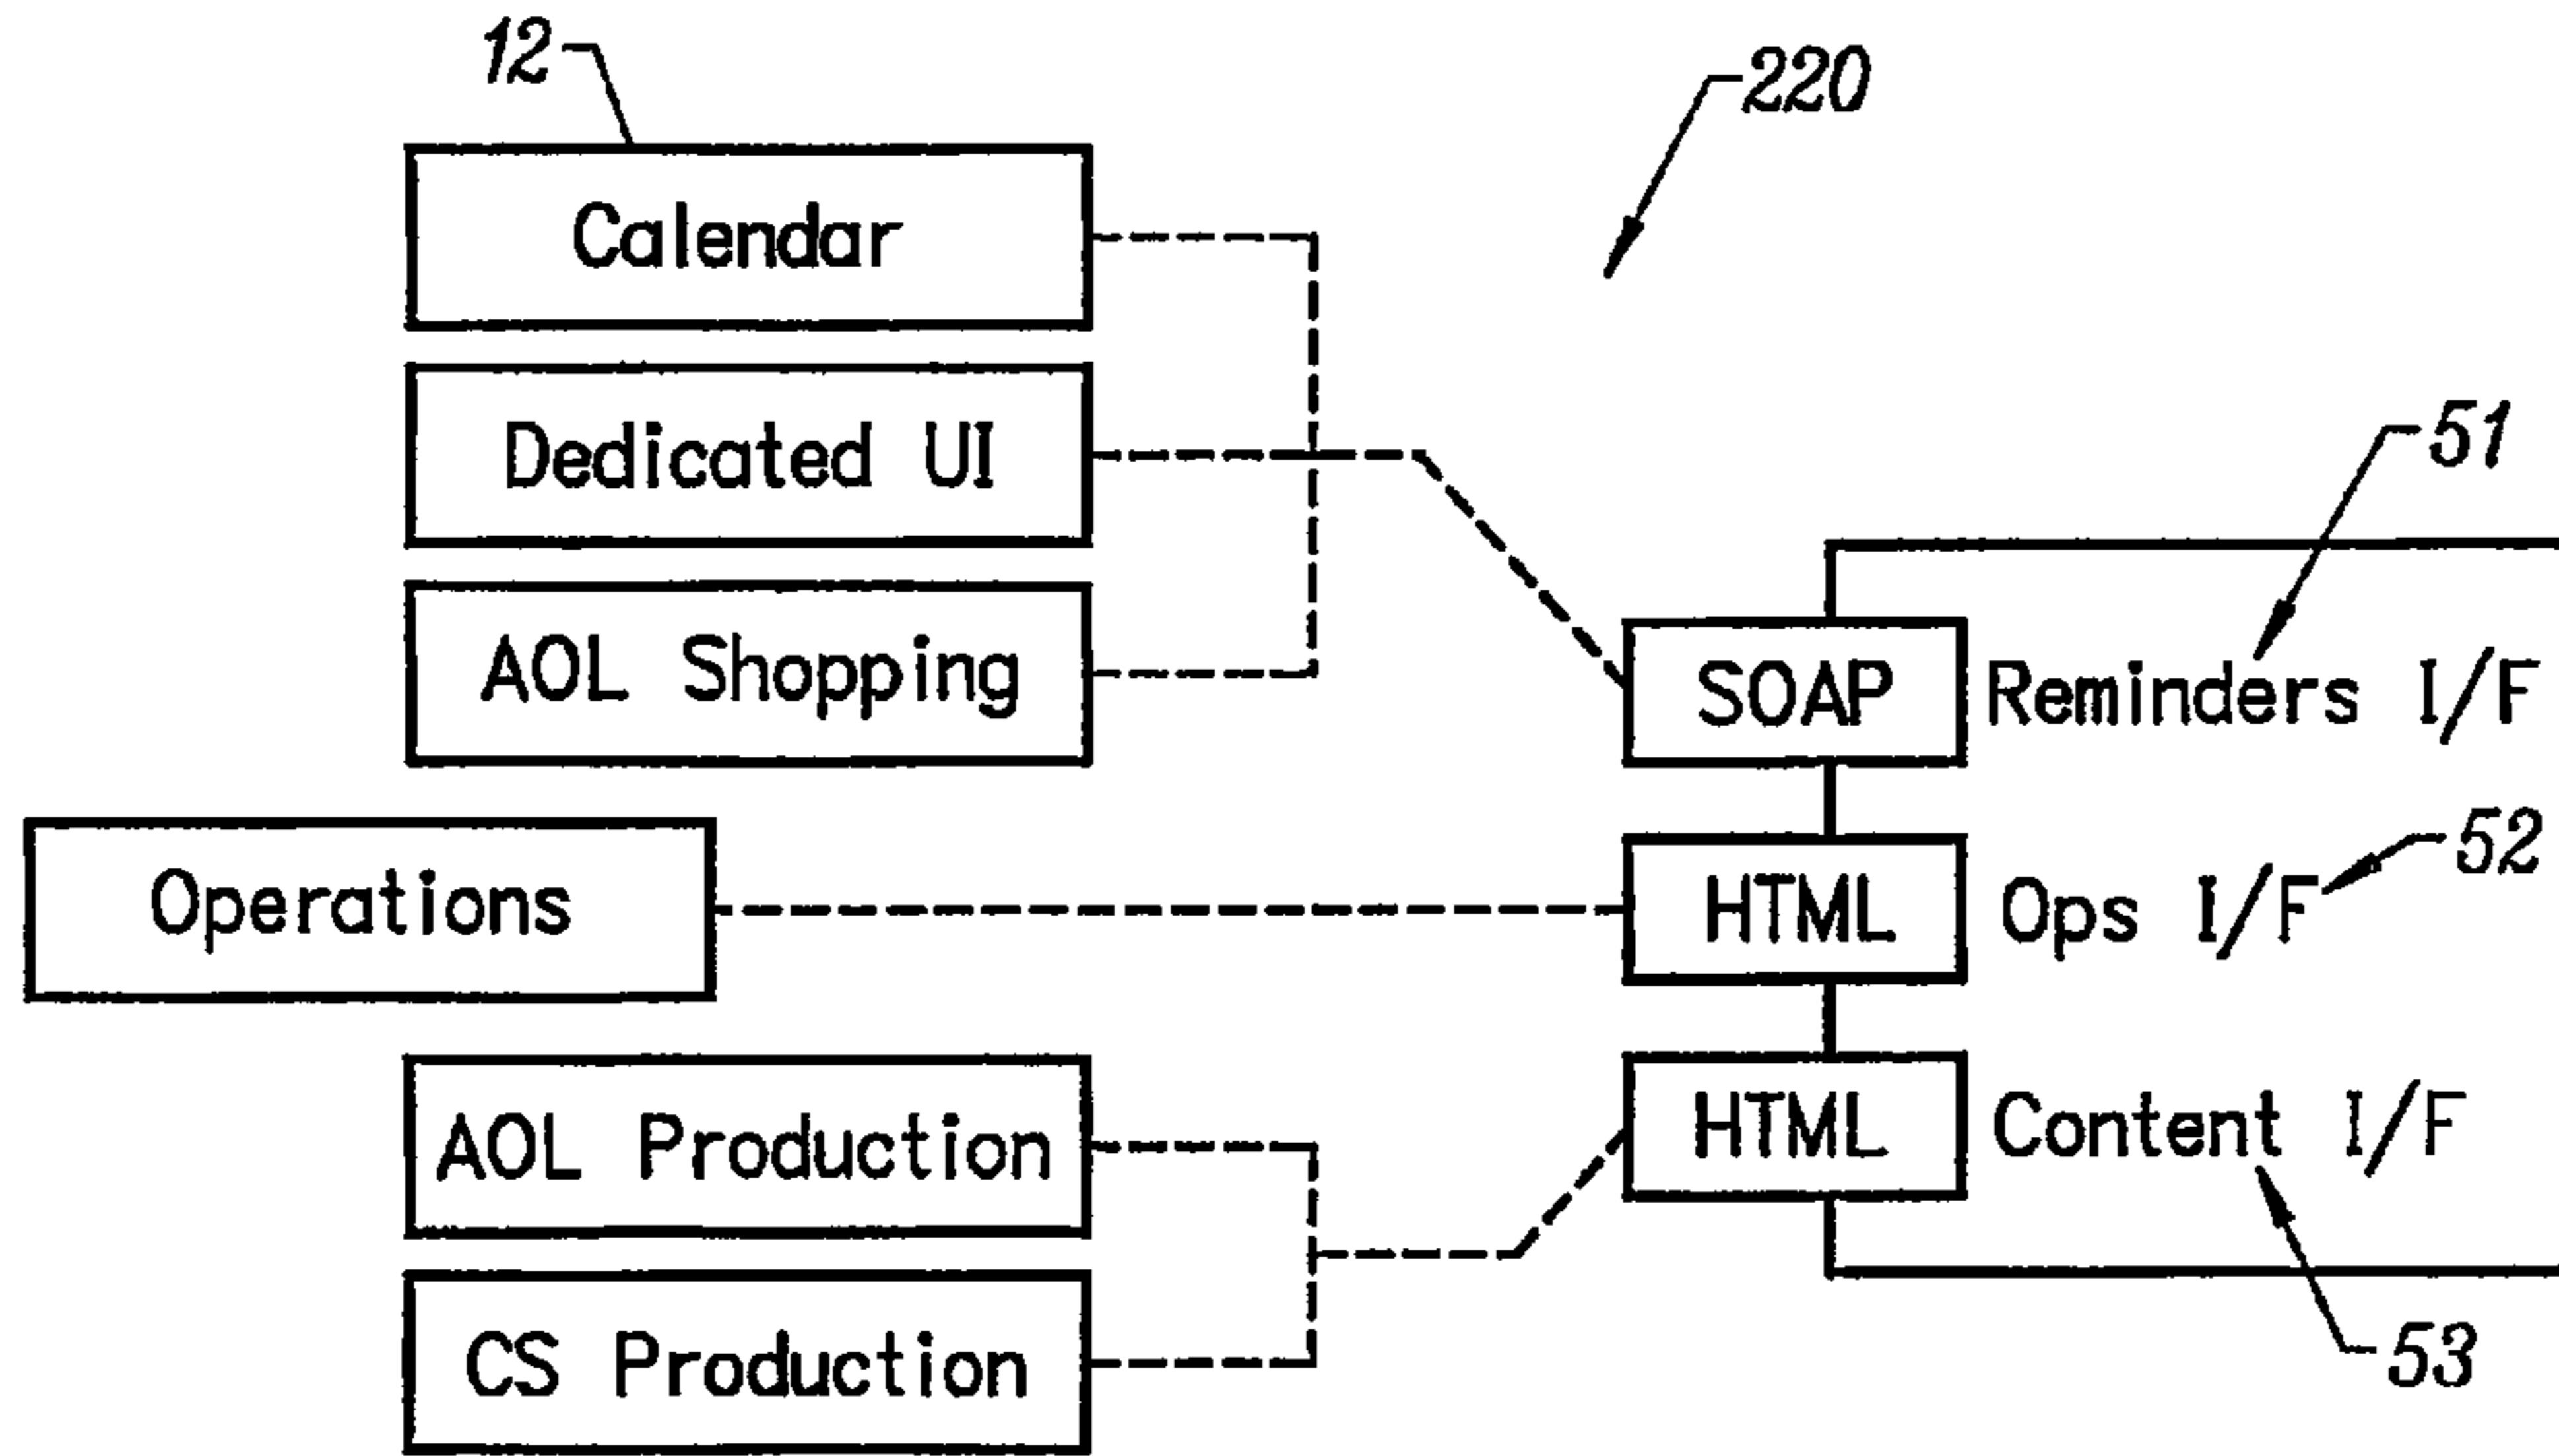 12
220
Calendar
Dedicated UI
51
AOL Shopping
SOAP Reminders I/F
Operations
HTML Ops I/F
52
AOL Production
HTML Content I/F
CS Production
53